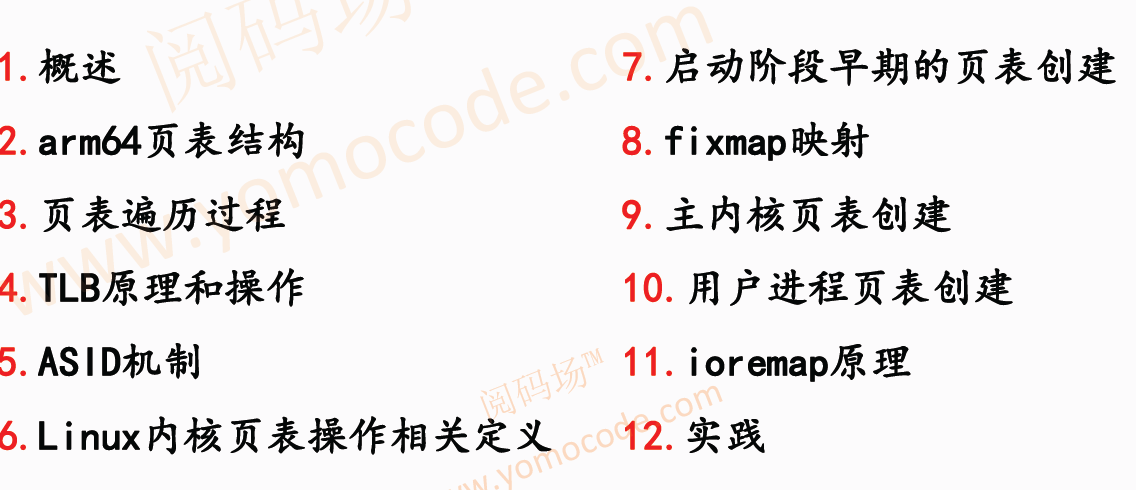 1. 概述
2. arm64页表结构
3. 页表遍历过程
4. TLB原理和操作
5. ASID机制
6. Linux内核页表操作相关定义
7. 启动阶段早期的页表创建
8. fixmap映射
9. 主内核页表创建
10. 用户进程页表创建
11. ioremap原理
12. 实践
阅码场
www.yomocode.com
阅码场™
www.yomocode.com